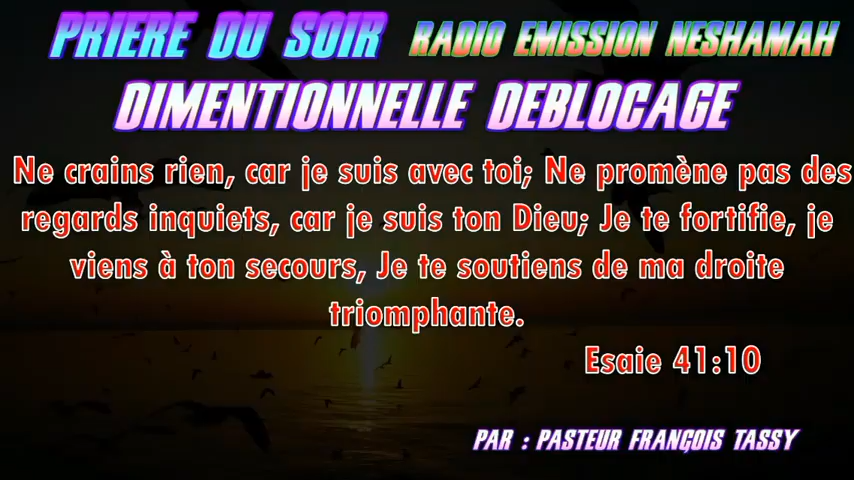 PRIERE DU SOIR RADIO EMISSION NESHAMAH
DIMENTIONNELLE DEBLOCAGE
Ne crains rien, car je suis avec toi; Ne promène pas des
regards inquiets, car je suis ton Dieu; Je te fortifie, je
viens à ton secours, Je te soutiens de ma droite
triomphante.
Esaie 41:10
PAR : PASTEUR FRANÇOIS TASSY